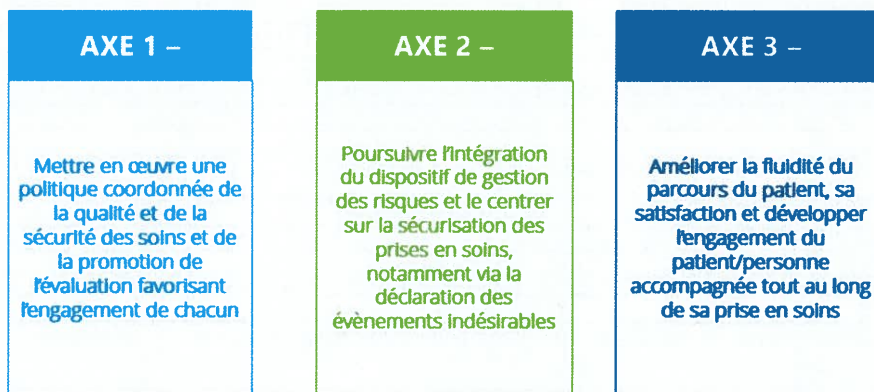 AXE 1 –
Mettre en œuvre une
politique coordonnée de
la qualité et de la
sécurité des soins et de
la promotion de
l'évaluation favorisant
l'engagement de chacun
AXE 2 –
Poursuivre l'intégration
du dispositif de gestion
des risques et le centrer
sur la sécurisation des
prises en soins,
notamment via la
déclaration des
évènements indésirables
AXE 3 –
Améliorer la fluidité du
parcours du patient, sa
satisfaction et développer
l'engagement du
patient/personne
accompagnée tout au long
de sa prise en soins